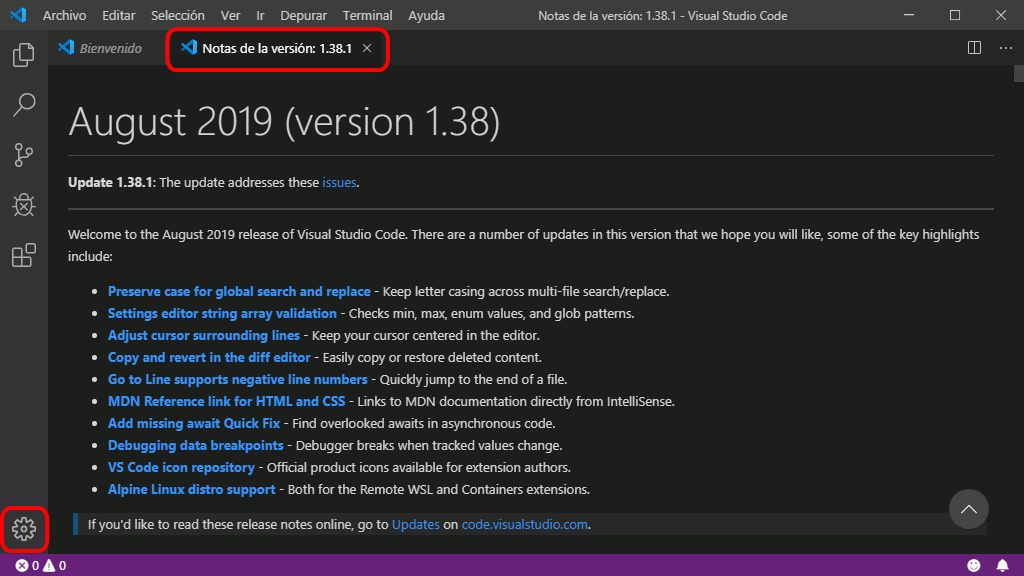 Archivo Editar Selección Ver Ir Depurar Terminal Ayuda Notas de la versión: 1.38.1 - Visual Studio Code
Bienvenido Notas de la versión: 1.38.1
August 2019 (version 1.38)
Update 1.38.1: The update addresses these issues.
Welcome to the August 2019 release of Visual Studio Code. There are a number of updates in this version that we hope you will like, some of the key highlights
include:
• Preserve case for global search and replace - Keep letter casing across multi-file search/replace.
• Settings editor string array validation - Checks min, max, enum values, and glob patterns.
• Adjust cursor surrounding lines - Keep your cursor centered in the editor.
• Copy and revert in the diff editor - Easily copy or restore deleted content.
• Go to Line supports negative line numbers - Quickly jump to the end of a file.
• MDN Reference link for HTML and CSS - Links to MDN documentation directly from IntelliSense.
• Add missing await Quick Fix - Find overlooked awaits in asynchronous code.
• Debugging data breakpoints - Debugger breaks when tracked values change.
• VS Code icon repository - Official product icons available for extension authors.
• Alpine Linux distro support - Both for the Remote WSL and Containers extensions.
If you'd like to read these release notes online, go to Updates on code.visualstudio.com.
0 0